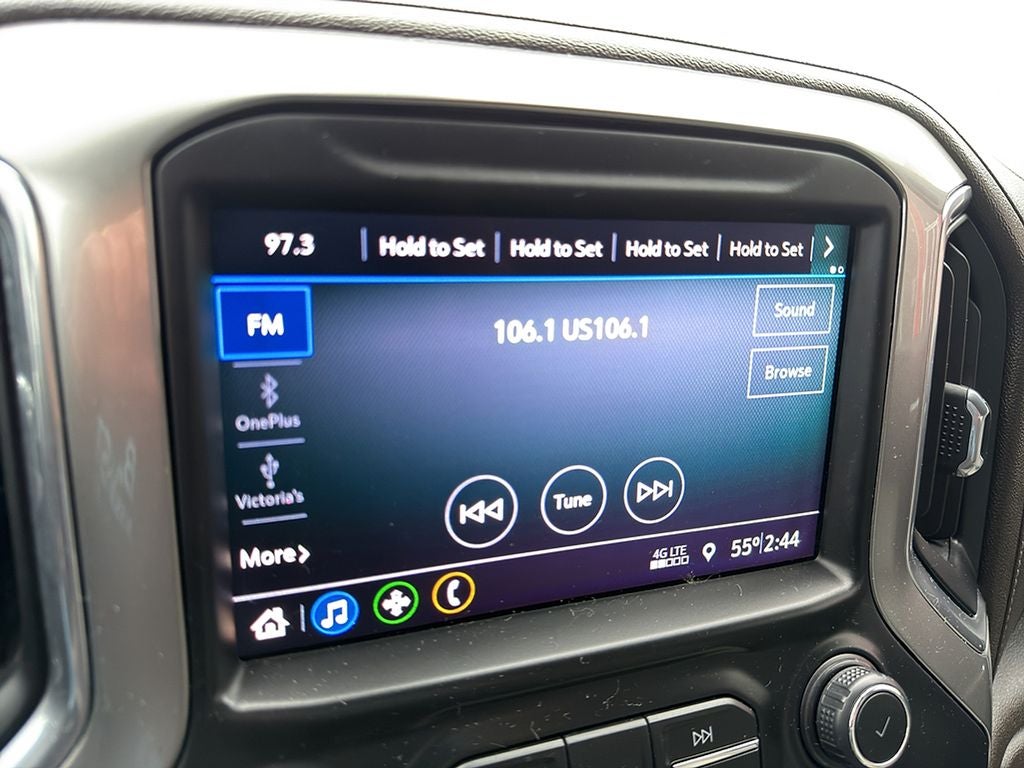 97.3 Hold to Set Hold to Set Hold to Set Hold to Set
FM
106.1 US106.1
Sound
Browse
OnePlus
Victoria's
More
Tune
4G LTE
55° 2:44